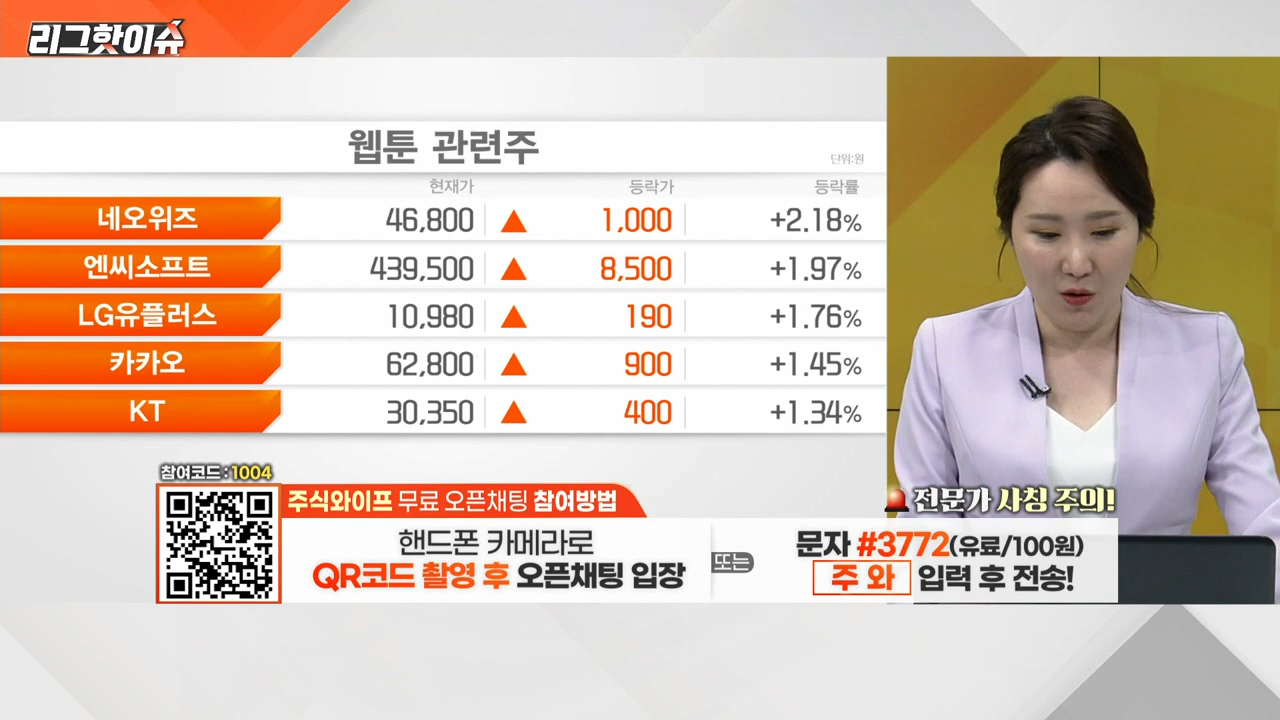 리그핫이슈
웹툰 관련주
단위:원
현재가 등락가 등락률
네오위즈 46,800 ▲ 1,000 +2.18%
엔씨소프트 439,500 ▲ 8,500 +1.97%
LG유플러스 10,980 ▲ 190 +1.76%
카카오 62,800 ▲ 900 +1.45%
KT 30,350 ▲ 400 +1.34%
참여코드:1004
주식와이프 무료 오픈채팅 참여방법
핸드폰 카메라로
QR코드 촬영 후 오픈채팅 입장
또는
전문가 사칭 주의!
문자 #3772(유료/100원)
주 와 입력 후 전송!